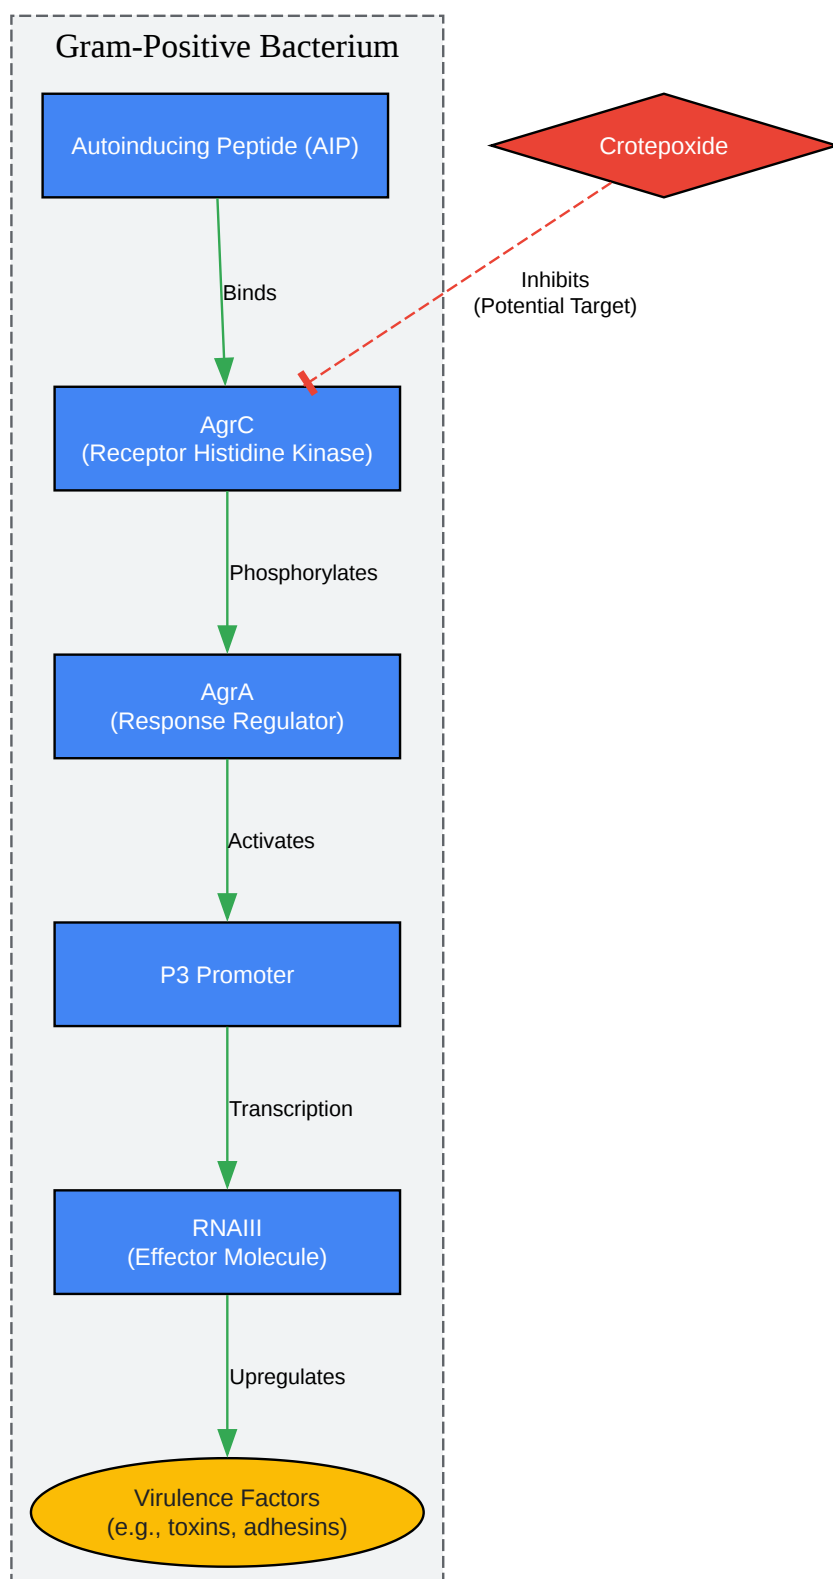 Gram-Positive Bacterium
Autoinducing Peptide (AIP)
Crotepoxide
Inhibits
(Potential Target)
Binds
AgrC
(Receptor Histidine Kinase)
Phosphorylates
AgrA
(Response Regulator)
Activates
P3 Promoter
Transcription
RNAIII
(Effector Molecule)
Upregulates
Virulence Factors
(e.g., toxins, adhesins)